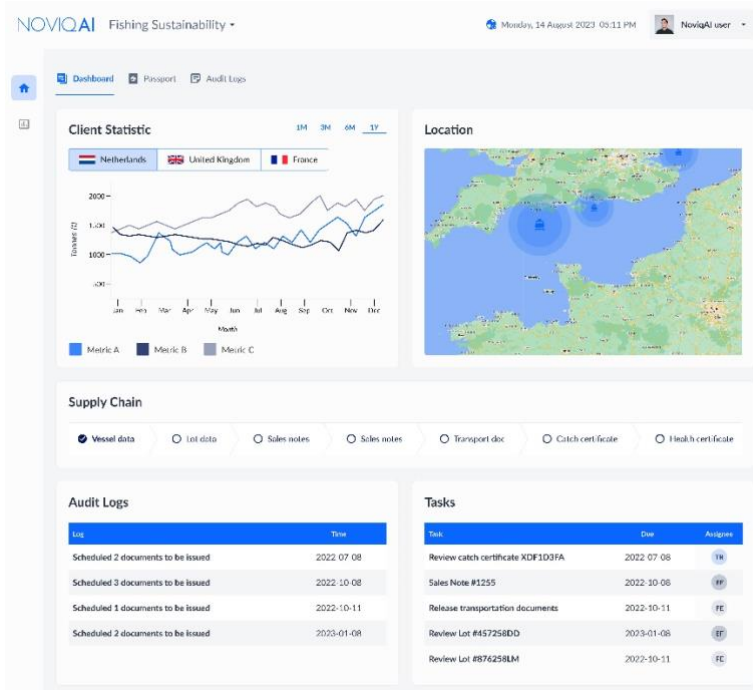 NOVIQAI Fishing Sustainability
Monday, 14 August 2023 05:11 PM
NoviqAI user
Dashboard
Passport
Audit Logs
Client Statistic
1M 3M 6M 1Y
Netherlands
United Kingdom
France
2000
1000
Month
Jan Feb Mar Apr May Jun Jul Aug Sep Oct Nov Dec
Metric A
Metric B
Metric C
Location
Supply Chain
Vessel data
Lot data
Sales notes
Sales notes
Transport doc
Catch certificate
Health certificate
Audit Logs
Log Time
Scheduled 2 documents to be issued 2022-07-08
Scheduled 3 documents to be issued 2022-10-08
Scheduled 1 documents to be issued 2022-10-11
Scheduled 2 documents to be issued 2023-01-08
Tasks
Task Due Assignee
Review catch certificate XDF1D3FA 2022-07-08
Sales Note #1255 2022-10-08
Release transportation documents 2022-10-11 FE
Review Lot #457258DD 2023-01-08
Review Lot #876258LM 2022-10-11